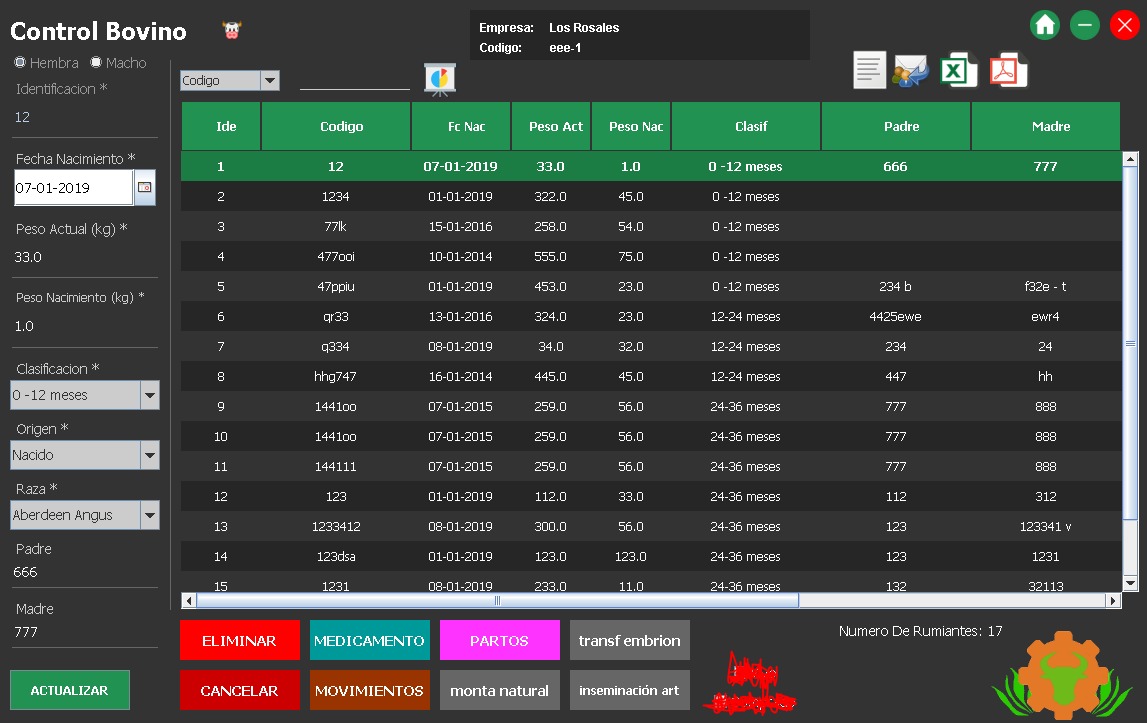 Control Bovino
Empresa: Los Rosales
Codigo: eee-1
Hembra Macho
Identificacion *
12
Fecha Nacimiento *
07-01-2019
Peso Actual (kg) *
33.0
Peso Nacimiento (kg) *
1.0
Clasificacion *
0 -12 meses
Origen *
Nacido
Raza *
Aberdeen Angus
Padre
666
Madre
777
ACTUALIZAR
Codigo
Ide Codigo Fc Nac Peso Act Peso Nac Clasif Padre Madre
1 12 07-01-2019 33.0 1.0 0 -12 meses 666 777
2 1234 01-01-2019 322.0 45.0 0 -12 meses
3 77lk 15-01-2016 258.0 54.0 0 -12 meses
4 477ooi 10-01-2014 555.0 75.0 0 -12 meses
5 47ppiu 01-01-2019 453.0 23.0 0 -12 meses 234 b f32e - t
6 qr33 13-01-2016 324.0 23.0 12-24 meses 4425ewe ewr4
7 q334 08-01-2019 34.0 32.0 12-24 meses 234 24
8 hhg747 16-01-2014 445.0 45.0 12-24 meses 447 hh
9 1441oo 07-01-2015 259.0 56.0 24-36 meses 777 888
10 1441oo 07-01-2015 259.0 56.0 24-36 meses 777 888
11 144111 07-01-2015 259.0 56.0 24-36 meses 777 888
12 123 01-01-2019 112.0 33.0 24-36 meses 112 312
13 1233412 08-01-2019 300.0 56.0 24-36 meses 123 123341 v
14 123dsa 01-01-2019 123.0 123.0 24-36 meses 123 1231
15 1231 08-01-2019 233.0 11.0 24-36 meses 132 32113
ELIMINAR MEDICAMENTO PARTOS transf embrion
CANCELAR MOVIMIENTOS monta natural inseminación art
Numero De Rumiantes: 17